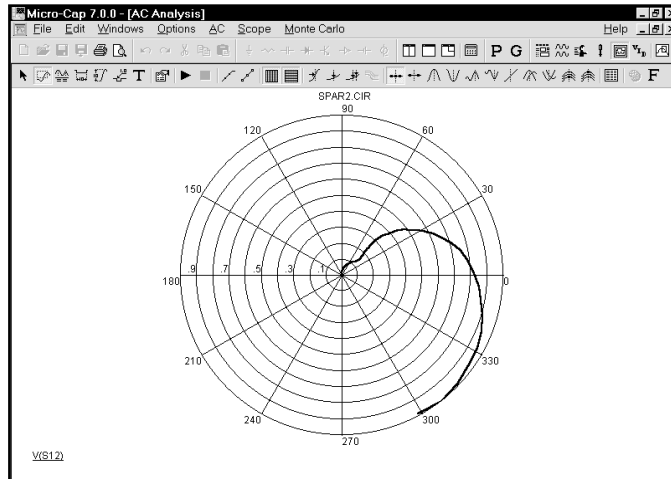 Micro-Cap 7.0.0 - [AC Analysis]
File Edit Windows Options AC Scope Monte Carlo Help
P G
T F
SPAR2.CIR
90
120 60
150 30
.9 .7 .5 .3 .1
180 0
210 330
240 300
270
V(S12)